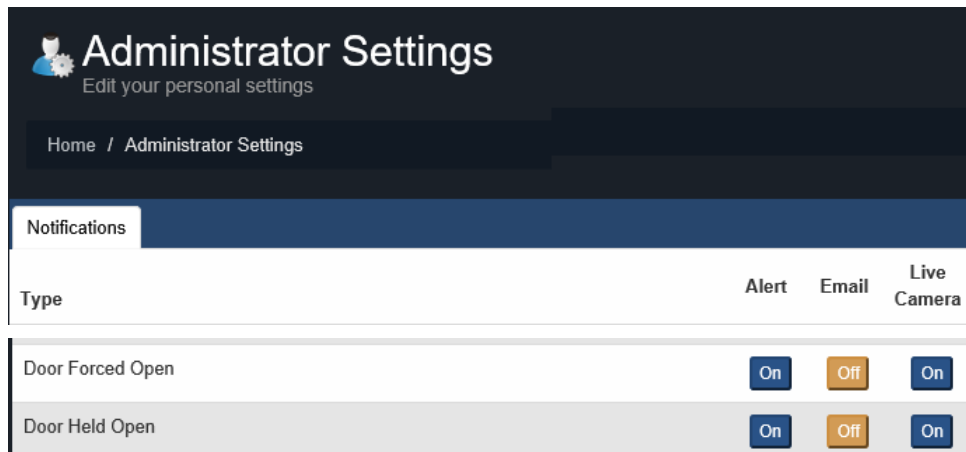 Administrator Settings
Edit your personal settings
Home / Administrator Settings
Notifications
Type Alert Email Live Camera
Door Forced Open On Off On
Door Held Open On Off On